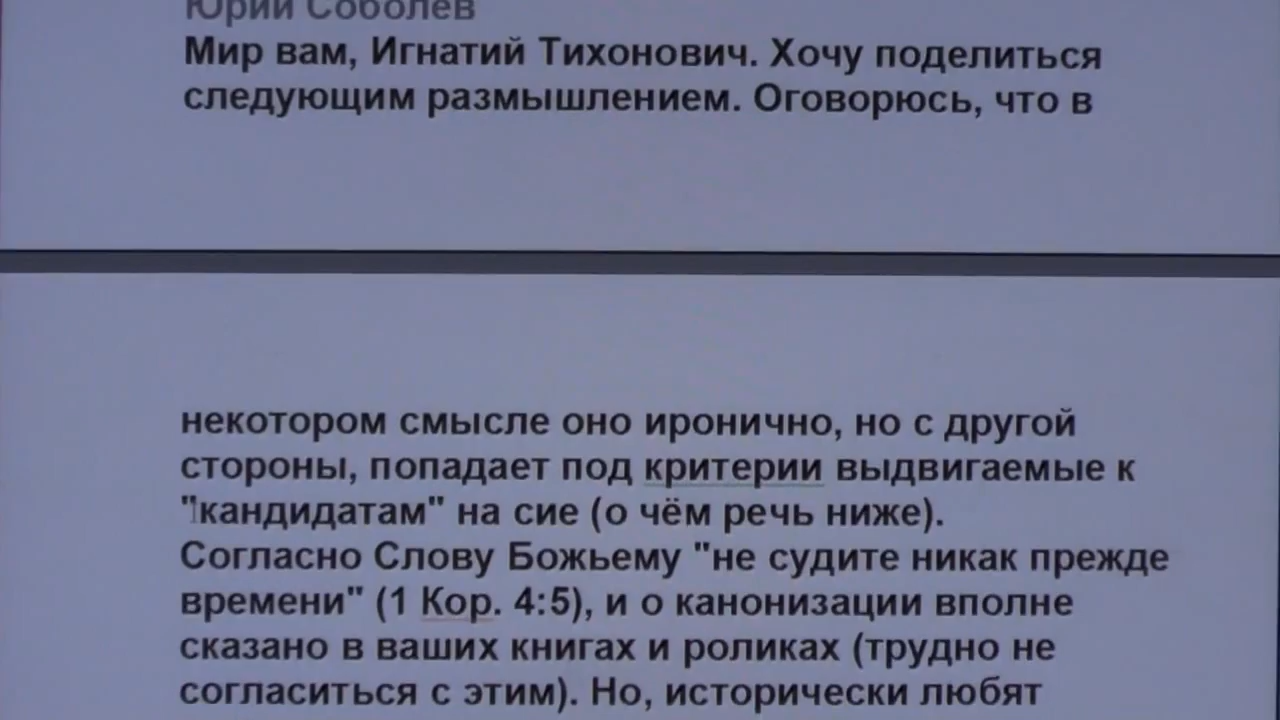 Юрий Соболев
Мир вам, Игнатий Тихонович. Хочу поделиться
следующим размышлением. Оговорюсь, что в
некотором смысле оно иронично, но с другой
стороны, попадает под критерии выдвигаемые к
"кандидатам" на сие (о чём речь ниже).
Согласно Слову Божьему "не судите никак прежде
времени" (1 Кор. 4:5), и о канонизации вполне
сказано в ваших книгах и роликах (трудно не
согласиться с этим). Но, исторически любят